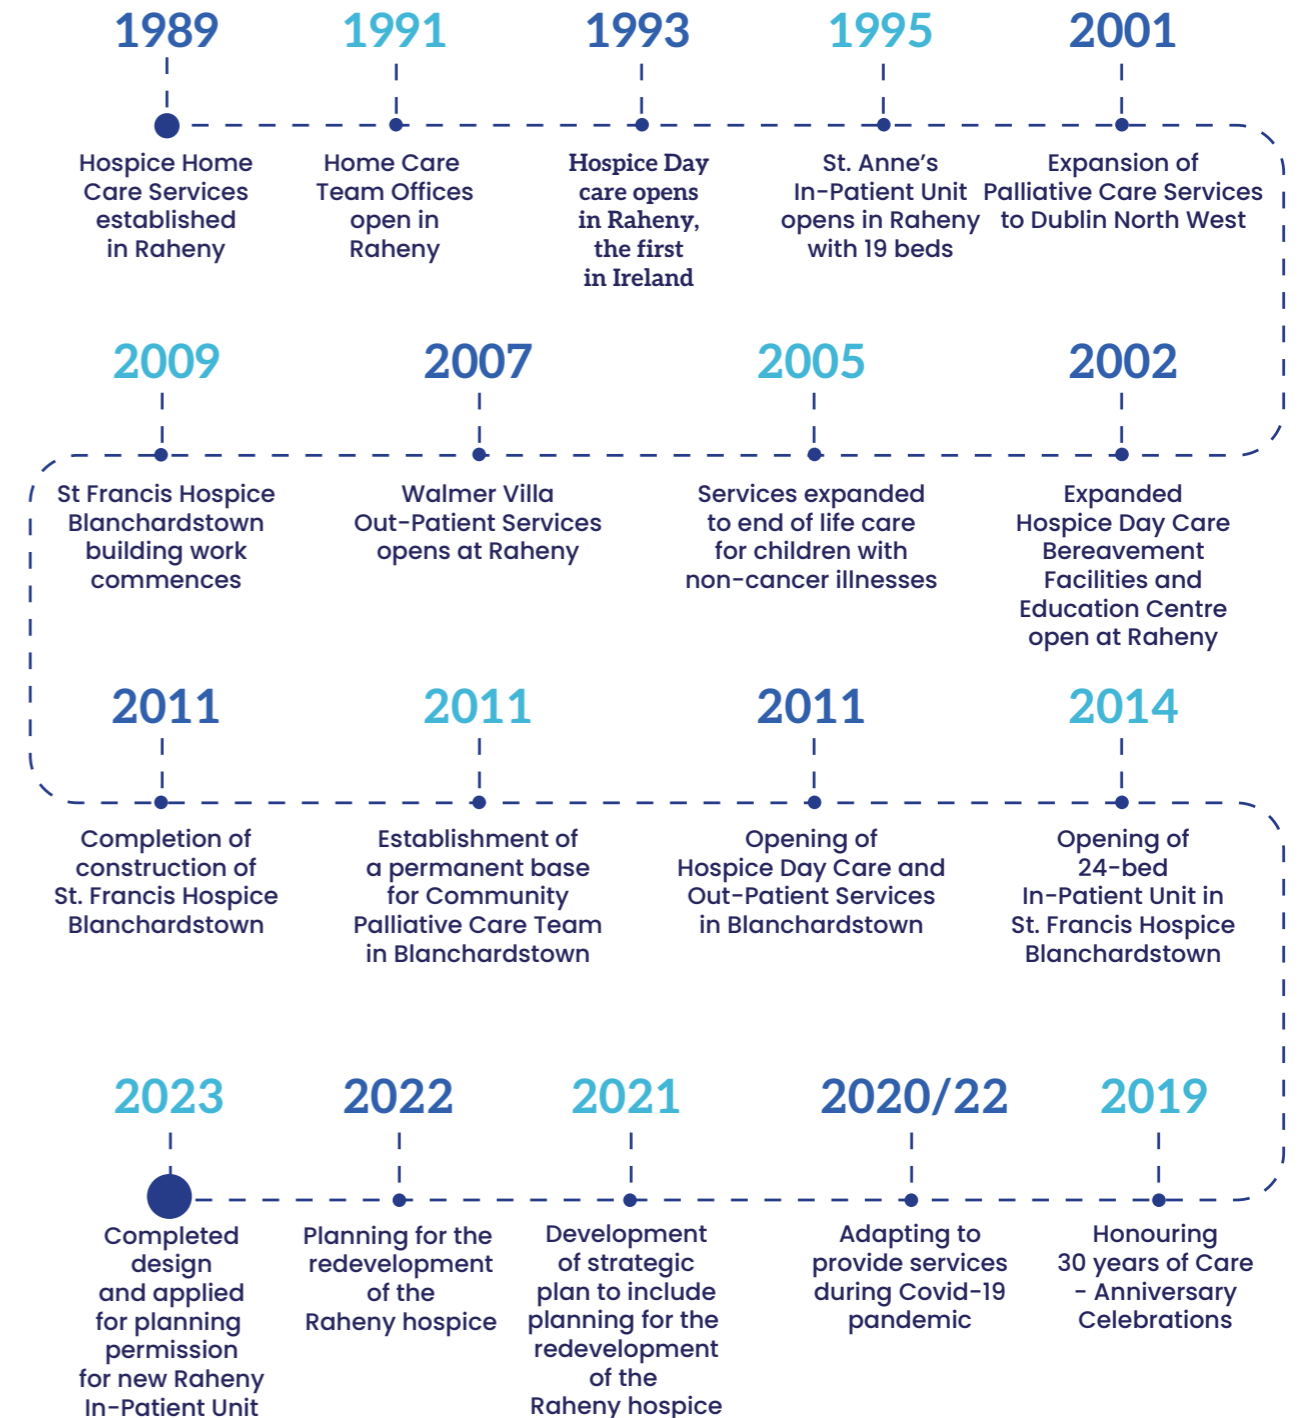 1989
Hospice Home
Care Services
established
in Raheny
1991
Home Care
Team Offices
open in
Raheny
1993
Hospice Day
care opens
in Raheny,
the first
in Ireland
1995
St. Anne’s
In-Patient Unit
opens in Raheny
with 19 beds
2001
Expansion of
Palliative Care Services
to Dublin North West
2002
Expanded
Hospice Day Care
Bereavement
Facilities and
Education Centre
open at Raheny
2005
Services expanded
to end of life care
for children with
non-cancer illnesses
2007
Walmer Villa
Out-Patient Services
opens at Raheny
2009
St Francis Hospice
Blanchardstown
building work
commences
2011
Completion of
construction of
St. Francis Hospice
Blanchardstown
2011
Establishment of
a permanent base
for Community
Palliative Care Team
in Blanchardstown
2011
Opening of
Hospice Day Care and
Out-Patient Services
in Blanchardstown
2014
Opening of
24-bed
In-Patient Unit in
St. Francis Hospice
Blanchardstown
2019
Honouring
30 years of Care
- Anniversary
Celebrations
2020/22
Adapting to
provide services
during Covid-19
pandemic
2021
Development
of strategic
plan to include
planning for the
redevelopment
of the
Raheny hospice
2022
Planning for the
redevelopment
of the
Raheny hospice
2023
Completed
design
and applied
for planning
permission
for new Raheny
In-Patient Unit